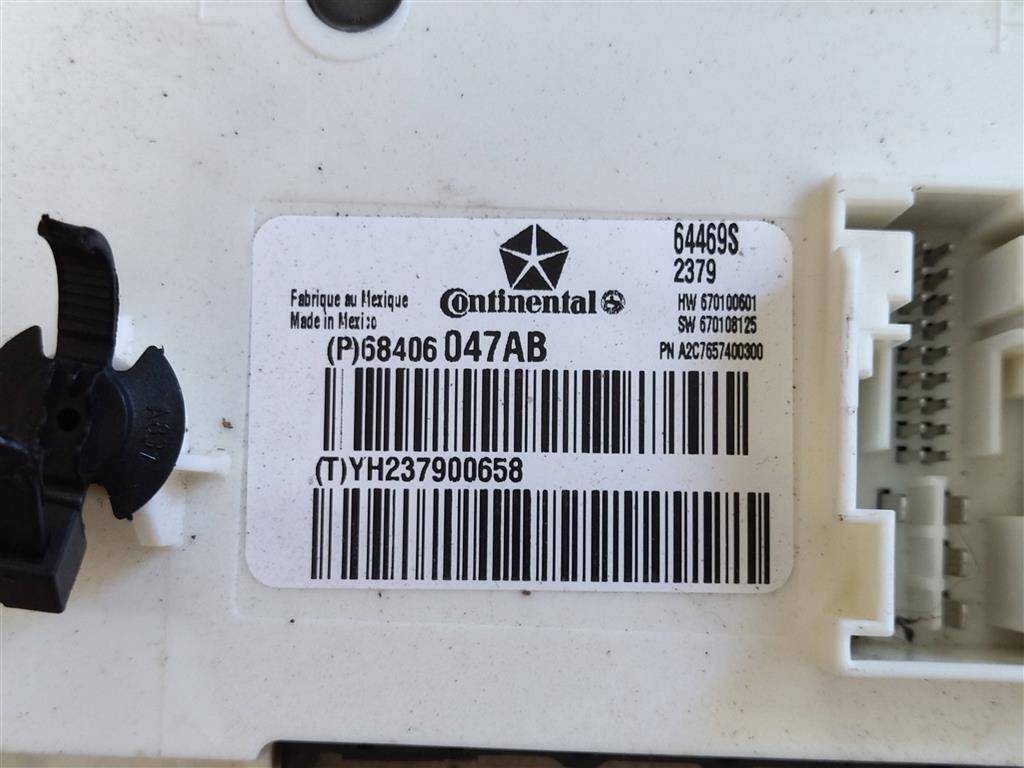 64469S
2379
Fabrique au Mexique
Made in Mexico
Continental
HW 670100601
SW 670108125
(P)68406 047AB
PN A2C7657400300
(T)YH237900658